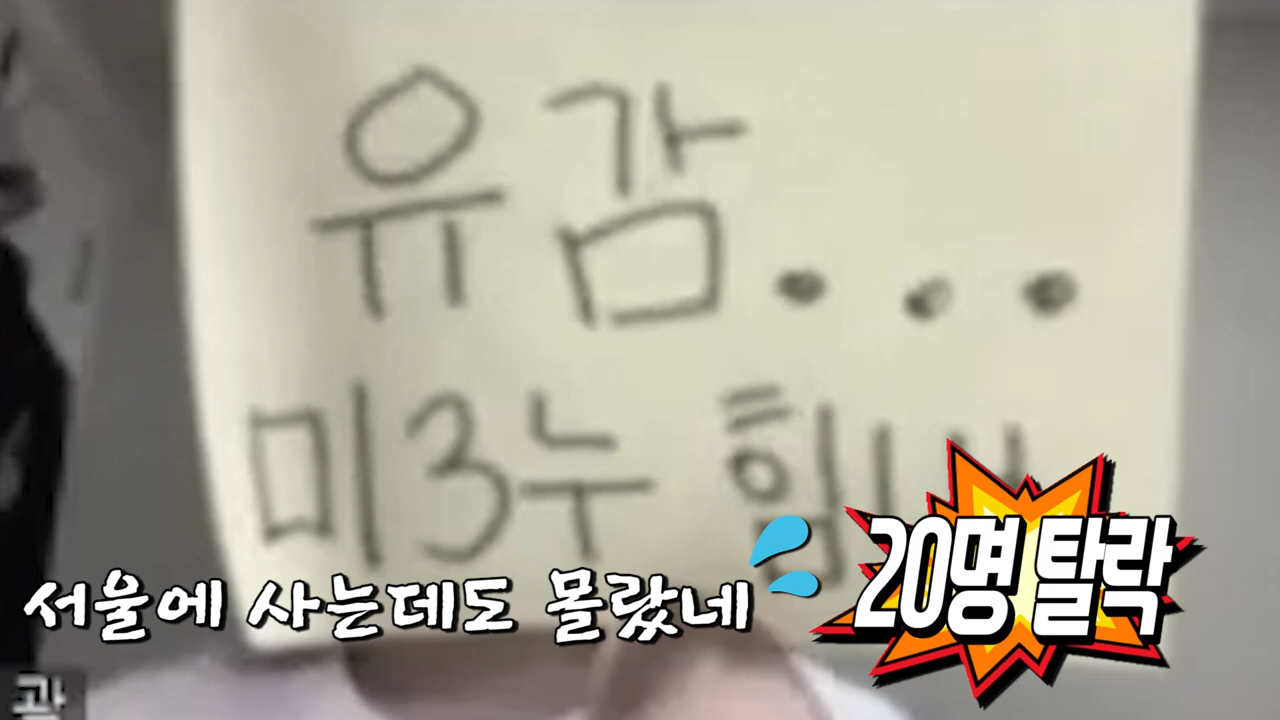 유감...
미3누
서울에 사는데도 몰랐네
20명 탈락